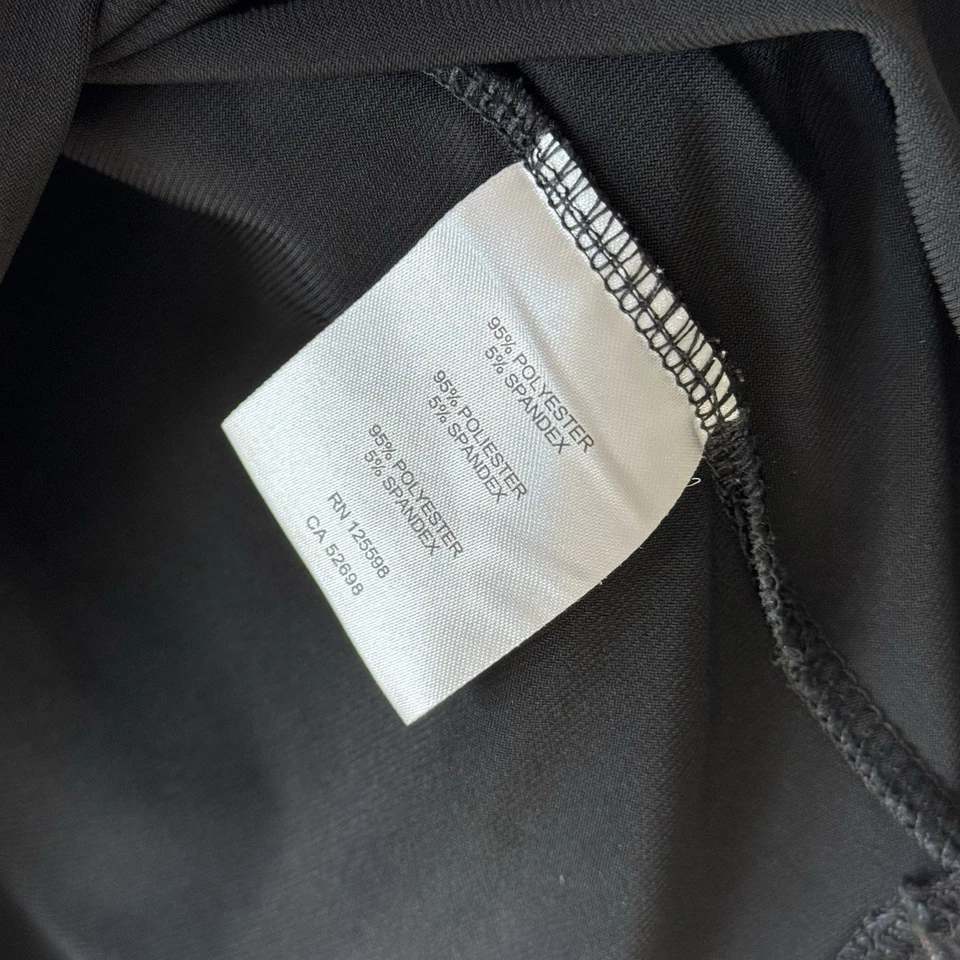 95% POLYESTER
5% SPANDEX
95% POLIESTER
5% SPANDEX
95% POLYESTER
5% SPANDEX
RN 125598
CA 52698